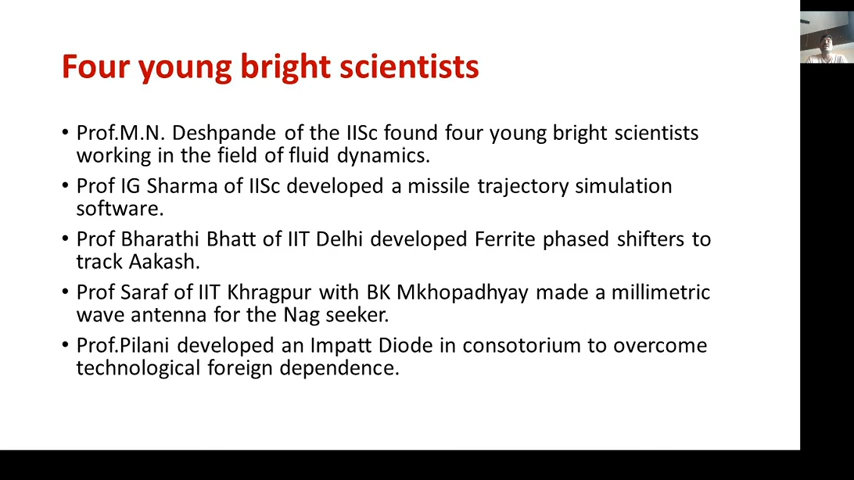 Four young bright scientists
• Prof.M.N. Deshpande of the IISc found four young bright scientists
working in the field of fluid dynamics.
• Prof IG Sharma of IISc developed a missile trajectory simulation
software.
• Prof Bharathi Bhatt of IIT Delhi developed Ferrite phased shifters to
track Aakash.
• Prof Saraf of IIT Khragpur with BK Mkhopadhyay made a millimetric
wave antenna for the Nag seeker.
• Prof.Pilani developed an Impatt Diode in consotorium to overcome
technological foreign dependence.